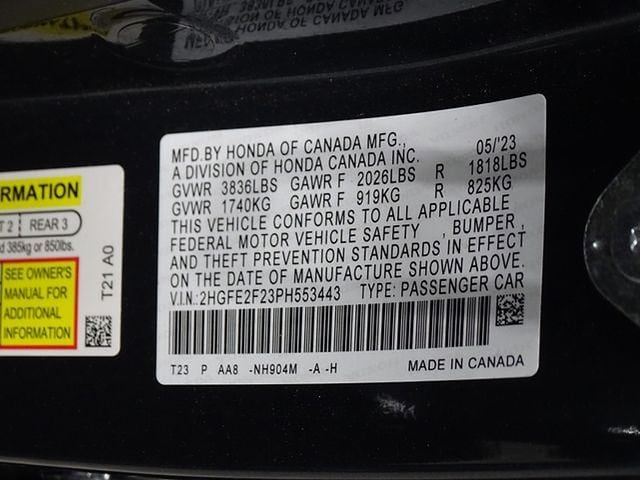 MFD.BY HONDA OF CANADA MFG., 05/'23
A DIVISION OF HONDA CANADA INC.
GVWR 3836LBS GAWR F 2026LBS R 1818LBS
GVWR 1740KG GAWR F 919KG R 825KG
THIS VEHICLE CONFORMS TO ALL APPLICABLE
FEDERAL MOTOR VEHICLE SAFETY , BUMPER,
AND THEFT PREVENTION STANDARDS IN EFFECT
ON THE DATE OF MANUFACTURE SHOWN ABOVE.
V.I.N.:2HGFE2F23PH553443 TYPE: PASSENGER CAR
T23 P AA8 -NH904M -A -H MADE IN CANADA
RMATION
T 2 REAR 3
d 385kg or 850lbs.
SEE OWNER'S
MANUAL FOR
ADDITIONAL
INFORMATION
T21 A0